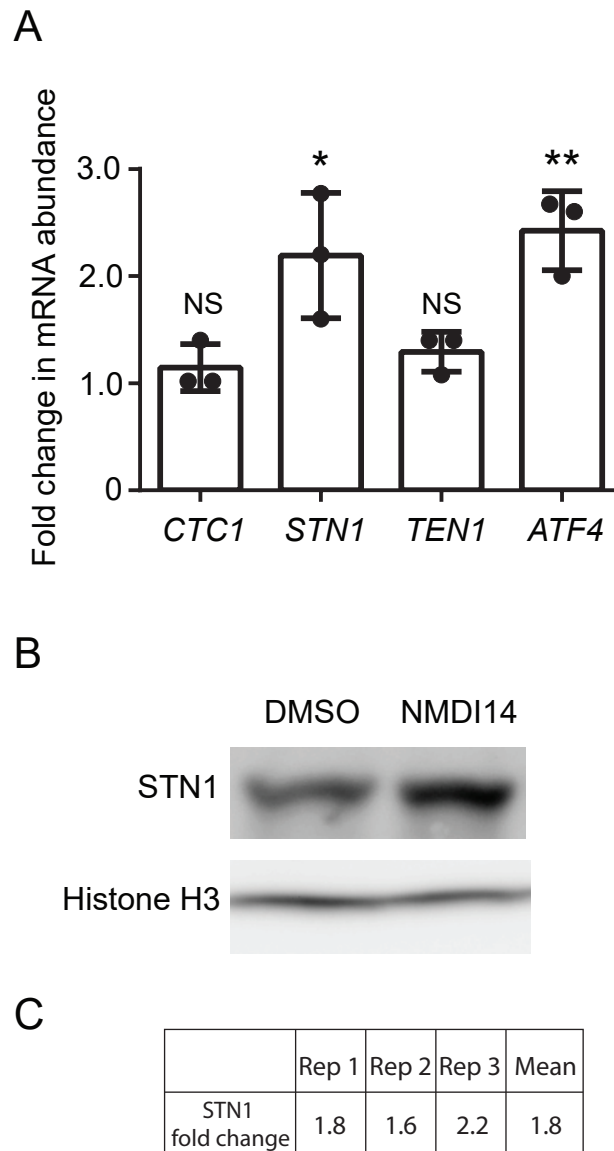 A
Fold change in mRNA abundance
3.0
2.0
1.0
0
NS
*
NS
**
CTC1 STN1 TEN1 ATF4
B
DMSO NMDI14
STN1
Histone H3
C
Rep 1 Rep 2 Rep 3 Mean
STN1
fold change 1.8 1.6 2.2 1.8